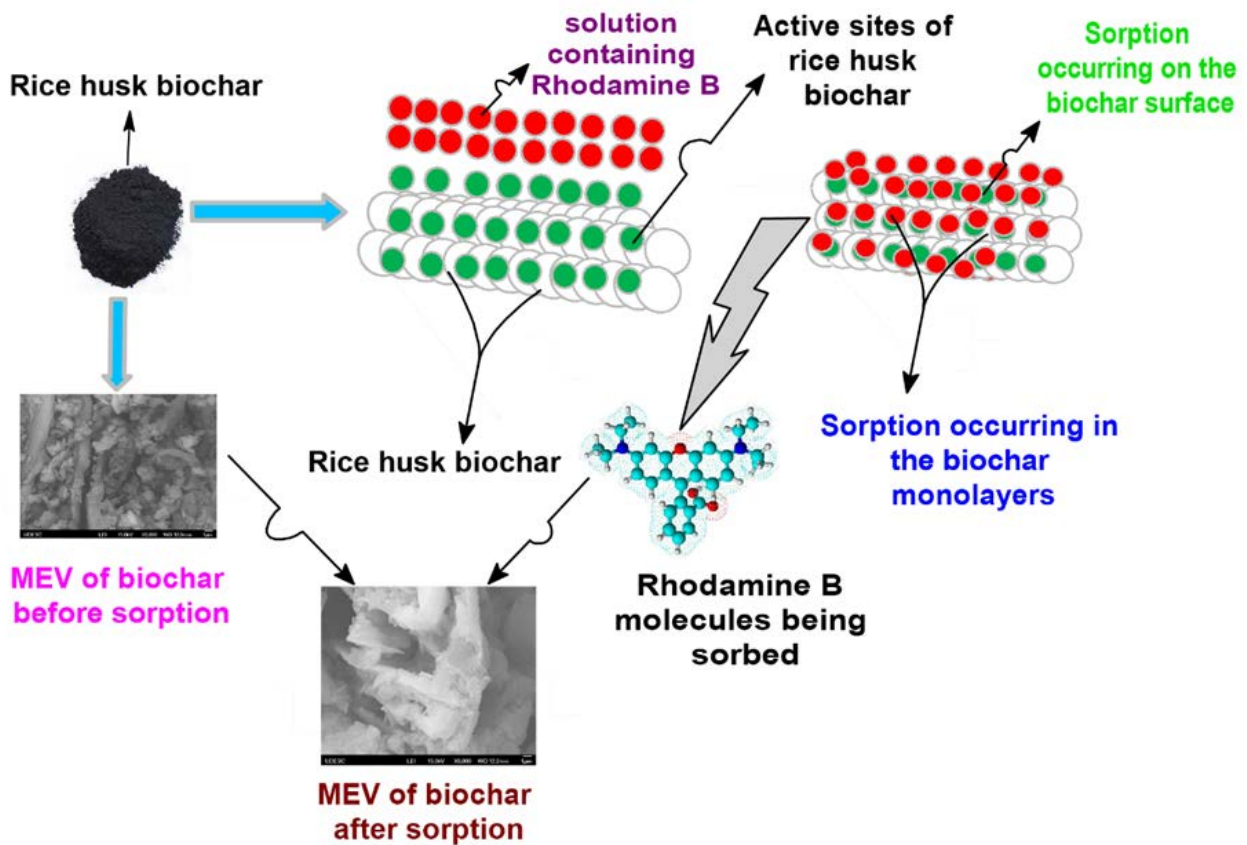 solution
containing
Rhodamine B
Active sites of
rice husk
biochar
Sorption
occurring on the
biochar surface
Rice husk biochar
Rice husk biochar
Sorption occurring in
the biochar
monolayers
MEV of biochar
before sorption
Rhodamine B
molecules being
sorbed
MEV of biochar
after sorption